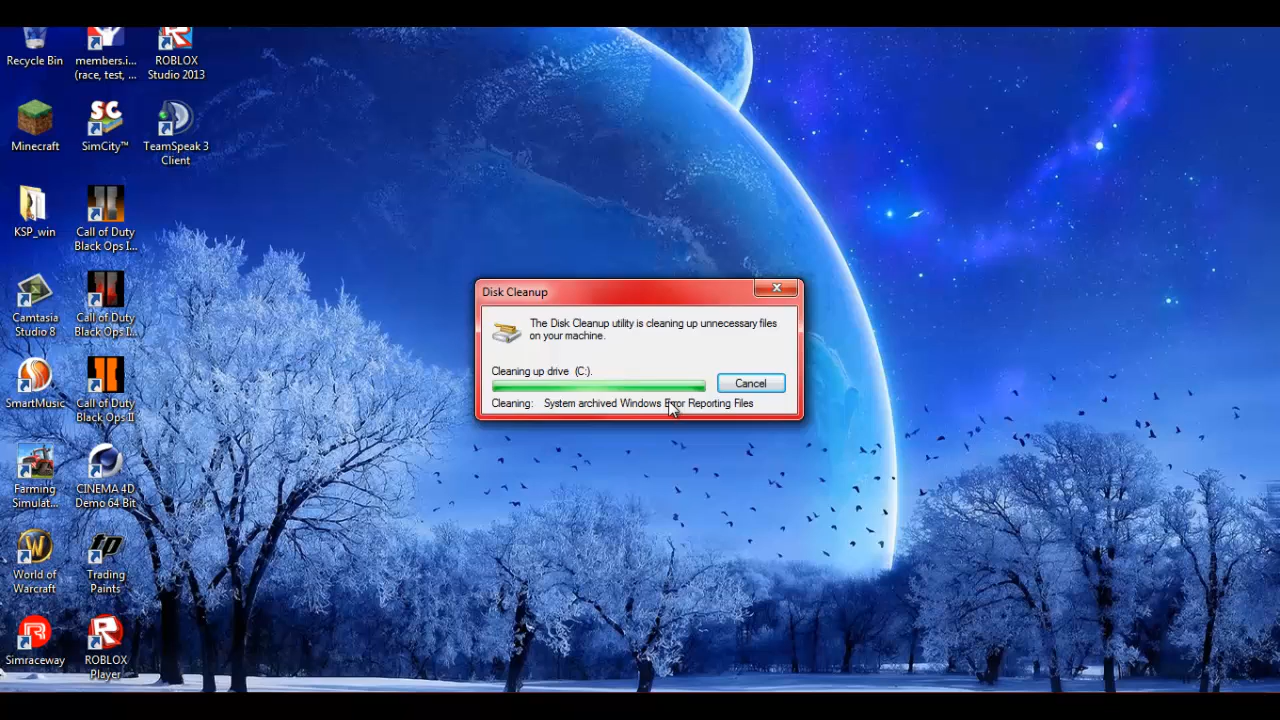 Recycle Bin
members.i...
(race, test, ...
ROBLOX
Studio 2013
Minecraft
SC
SimCity™
TeamSpeak 3
Client
KSP_win
Call of Duty
Black Ops I...
Camtasia
Studio 8
Call of Duty
Black Ops I...
SmartMusic
Call of Duty
Black Ops II
Farming
Simulat...
CINEMA 4D
Demo 64 Bit
World of
Warcraft
Trading
Paints
Simraceway
ROBLOX
Player
Disk Cleanup
The Disk Cleanup utility is cleaning up unnecessary files
on your machine.
Cleaning up drive (C:).
Cancel
Cleaning: System archived Windows Error Reporting Files